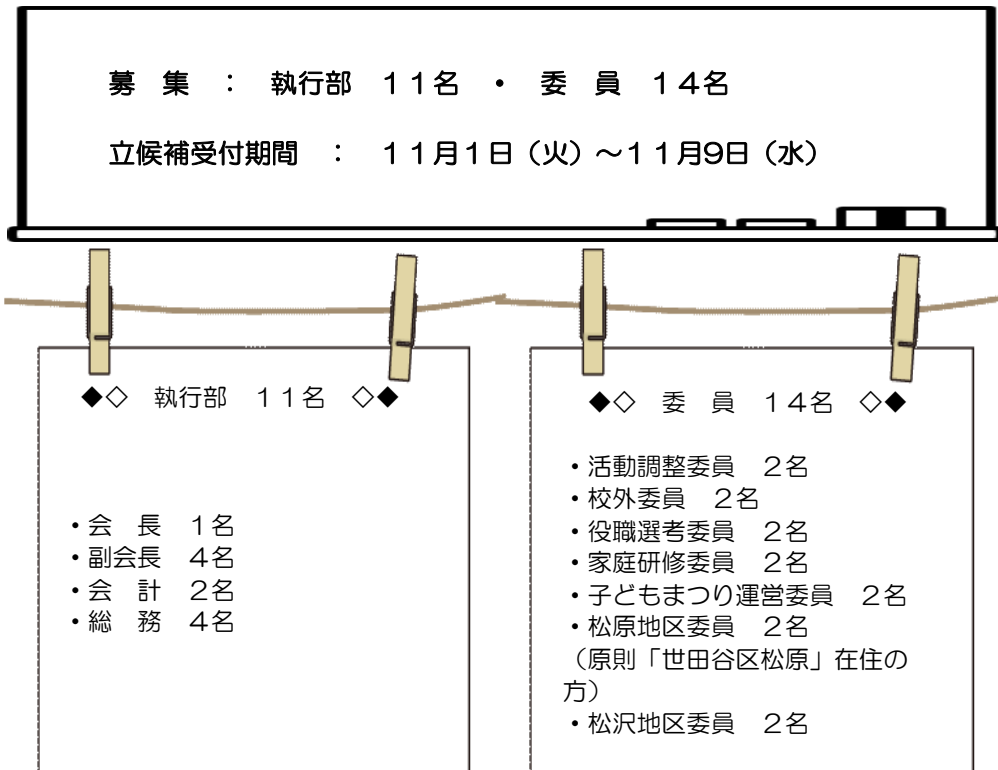 募　集　：　執行部　１１名　・　委　員　１４名
立候補受付期間　：　１１月１日（火）～１１月９日（水）
◆◇　執行部　１１名　◇◆
・会　長　１名
・副会長　４名
・会　計　２名
・総　務　４名
◆◇　委　員　１４名　◇◆
・活動調整委員　２名
・校外委員　２名
・役職選考委員　２名
・家庭研修委員　２名
・子どもまつり運営委員　２名
・松原地区委員　２名
（原則「世田谷区松原」在住の
方）
・松沢地区委員　２名